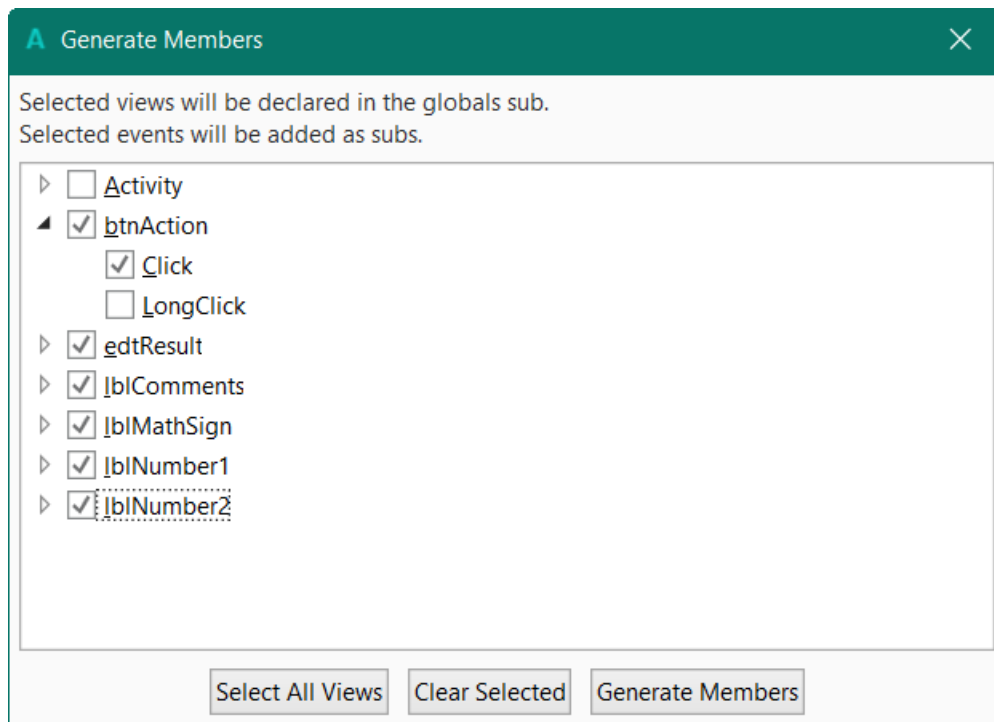 A Generate Members
Selected views will be declared in the globals sub.
Selected events will be added as subs.
Activity
btnAction
Click
LongClick
edtResult
lblComments
lblMathSign
lblNumber1
lblNumber2
Select All Views Clear Selected Generate Members